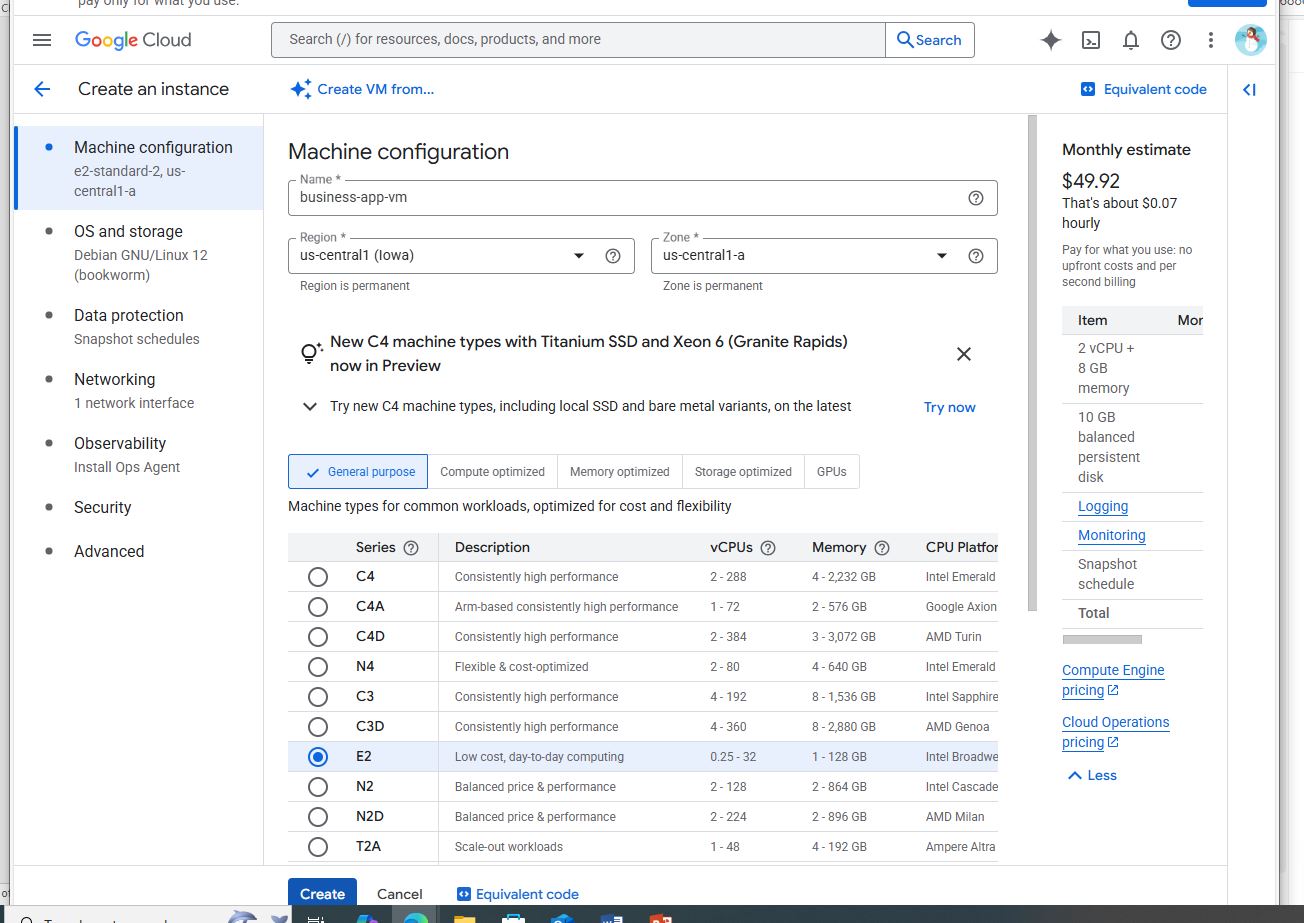 pay only for what you use.
Google Cloud
Search (/) for resources, docs, products, and more
Search
Create an instance
Create VM from...
Equivalent code
Machine configuration
e2-standard-2, us-
central1-a
OS and storage
Debian GNU/Linux 12
(bookworm)
Data protection
Snapshot schedules
Networking
1 network interface
Observability
Install Ops Agent
Security
Advanced
Machine configuration
Name *
business-app-vm
Region *
us-central1 (Iowa)
Region is permanent
Zone *
us-central1-a
Zone is permanent
New C4 machine types with Titanium SSD and Xeon 6 (Granite Rapids)
now in Preview
Try new C4 machine types, including local SSD and bare metal variants, on the latest
Try now
General purpose Compute optimized Memory optimized Storage optimized GPUs
Machine types for common workloads, optimized for cost and flexibility
Series Description vCPUs Memory CPU Platfor
C4 Consistently high performance 2 - 288 4 - 2,232 GB Intel Emerald
C4A Arm-based consistently high performance 1 - 72 2 - 576 GB Google Axion
C4D Consistently high performance 2 - 384 3 - 3,072 GB AMD Turin
N4 Flexible & cost-optimized 2 - 80 4 - 640 GB Intel Emerald
C3 Consistently high performance 4 - 192 8 - 1,536 GB Intel Sapphire
C3D Consistently high performance 4 - 360 8 - 2,880 GB AMD Genoa
E2 Low cost, day-to-day computing 0.25 - 32 1 - 128 GB Intel Broadwe
N2 Balanced price & performance 2 - 128 2 - 864 GB Intel Cascade
N2D Balanced price & performance 2 - 224 2 - 896 GB AMD Milan
T2A Scale-out workloads 1 - 48 4 - 192 GB Ampere Altra
Create Cancel Equivalent code
Monthly estimate
$49.92
That's about $0.07
hourly
Pay for what you use: no
upfront costs and per
second billing
Item Mor
2 vCPU +
8 GB
memory
10 GB
balanced
persistent
disk
Logging
Monitoring
Snapshot
schedule
Total
Compute Engine
pricing
Cloud Operations
pricing
Less